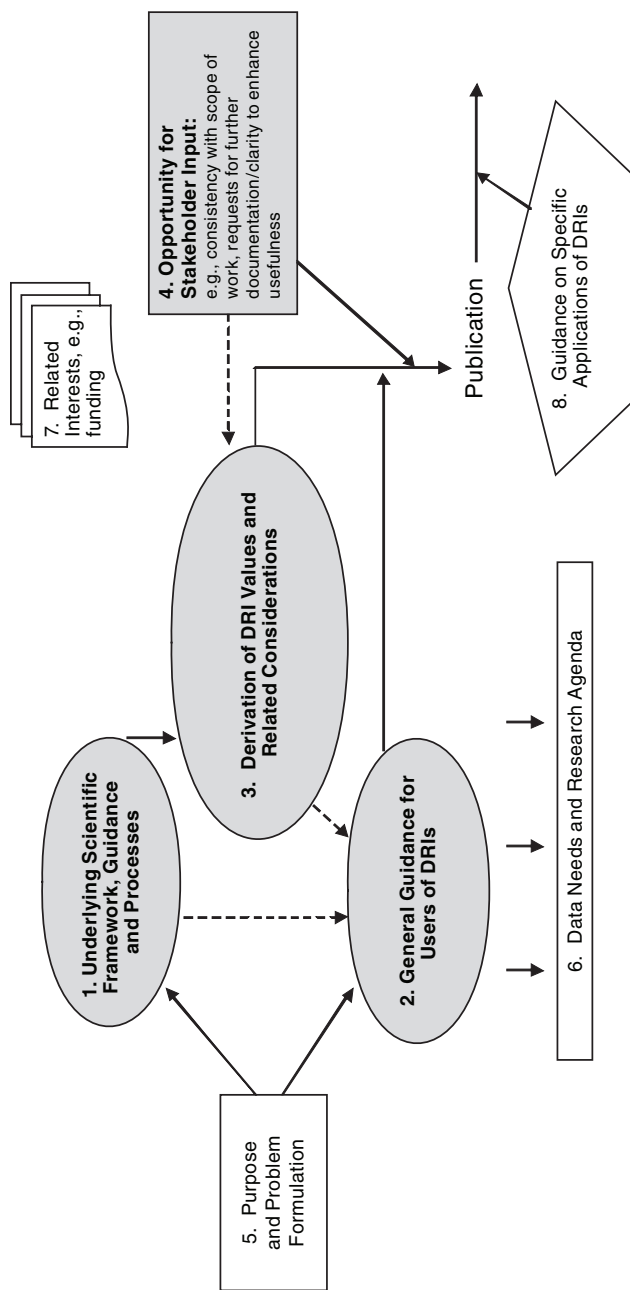 5. Purpose
and Problem
Formulation
1. Underlying Scientific
Framework, Guidance
and Processes
2. General Guidance for
Users of DRIs
3. Derivation of DRI Values and
Related Considerations
7. Related
Interests, e.g.,
funding
4. Opportunity for
Stakeholder Input:
e.g., consistency with scope of
work, requests for further
documentation/clarity to enhance
usefulness
Publication
8. Guidance on Specific
Applications of DRIs
6. Data Needs and Research Agenda